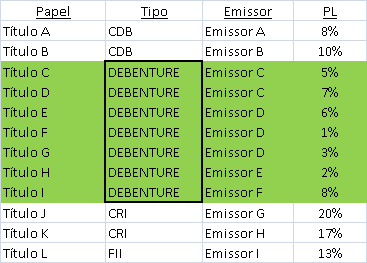 Papel Tipo Emissor PL
Título A CDB Emissor A 8%
Título B CDB Emissor B 10%
Título C DEBENTURE Emissor C 5%
Título D DEBENTURE Emissor C 7%
Título E DEBENTURE Emissor D 6%
Título F DEBENTURE Emissor D 1%
Título G DEBENTURE Emissor D 3%
Título H DEBENTURE Emissor E 2%
Título I DEBENTURE Emissor F 8%
Título J CRI Emissor G 20%
Título K CRI Emissor H 17%
Título L FII Emissor I 13%